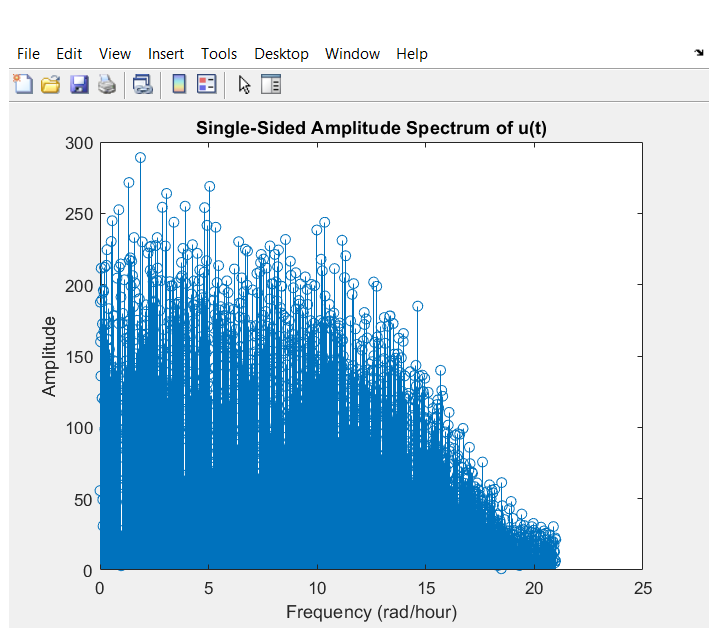 File Edit View Insert Tools Desktop Window Help
Single-Sided Amplitude Spectrum of u(t)
300
250
200
150
100
50
0
Amplitude
0 5 10 15 20 25
Frequency (rad/hour)